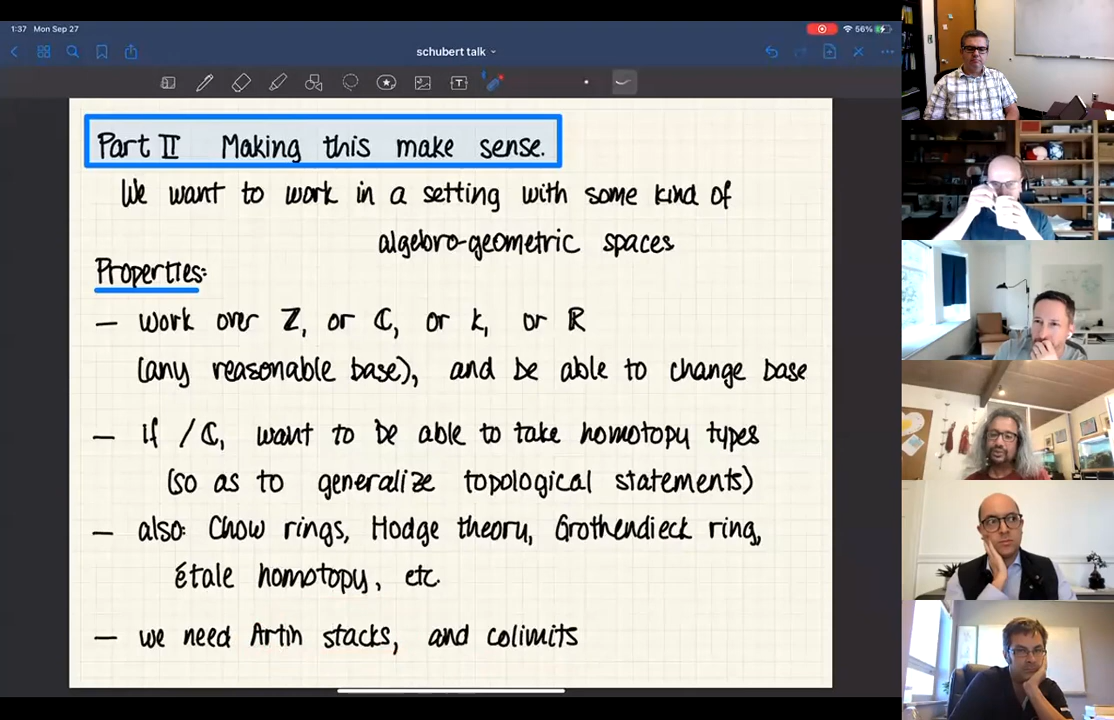 1:37 Mon Sep 27
56%
schubert talk
Part II Making this make sense.
We want to work in a setting with some kind of
algebro-geometric spaces
Properties:
— work over ℤ, or ℂ, or k, or ℝ
(any reasonable base), and be able to change base
— if /ℂ, want to be able to take homotopy types
(so as to generalize topological statements)
— also: Chow rings, Hodge theory, Grothendieck ring,
étale homotopy, etc.
— we need Artin stacks, and colimits